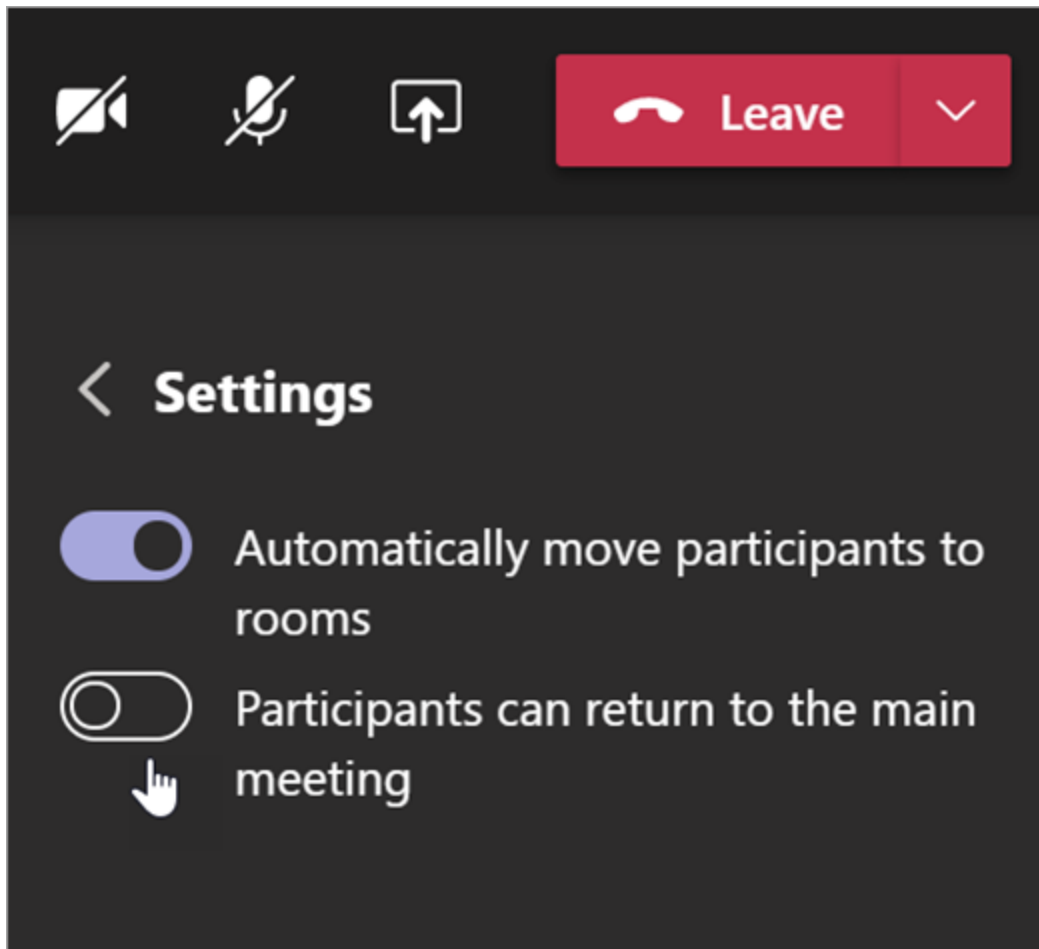 Leave
Settings
Automatically move participants to
rooms
Participants can return to the main
meeting